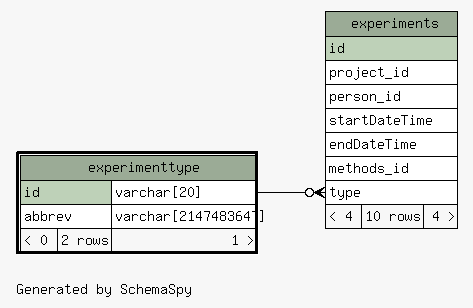 experiments
id
project_id
person_id
startDateTime
endDateTime
methods_id
type
< 4 10 rows 4 >
experimenttype
id varchar[20]
abbrev varchar[2147483647]
< 0 2 rows 1 >
Generated by SchemaSpy